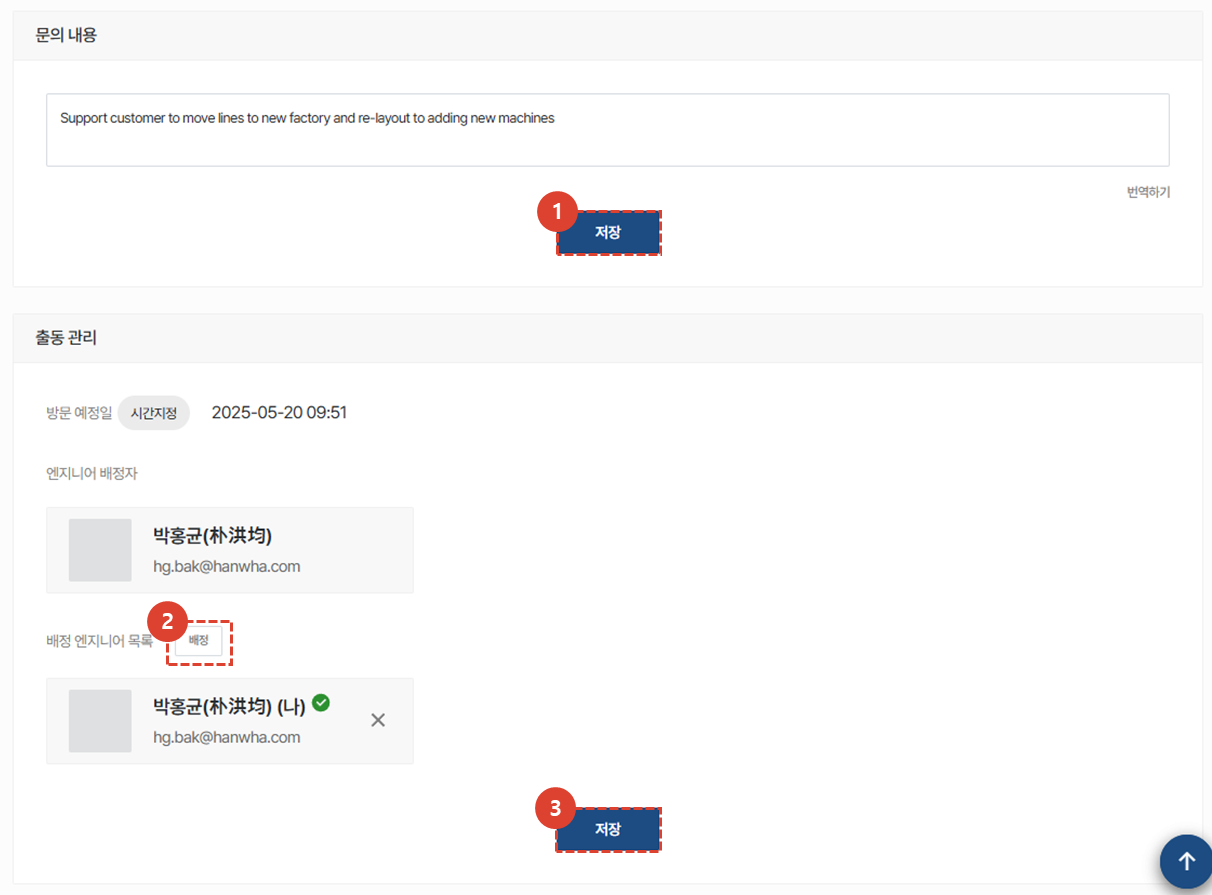 문의 내용
Support customer to move lines to new factory and re-layout to adding new machines
번역하기
1
저장
출동 관리
방문 예정일 시간지정 2025-05-20 09:51
엔지니어 배정자
박홍균(朴洪均)
hg.bak@hanwha.com
2
배정 엔지니어 목록 배정
박홍균(朴洪均) (나)
hg.bak@hanwha.com
3
저장